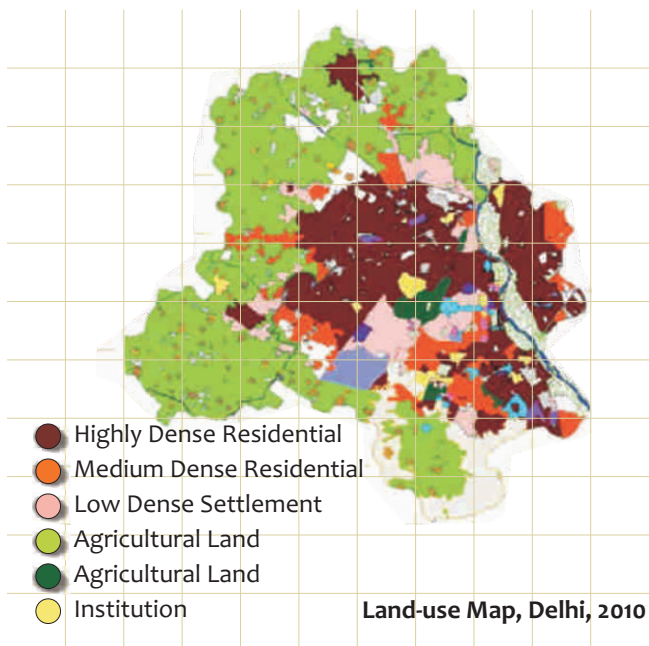 Highly Dense Residential
Medium Dense Residential
Low Dense Settlement
Agricultural Land
Agricultural Land
Institution
Land-use Map, Delhi, 2010